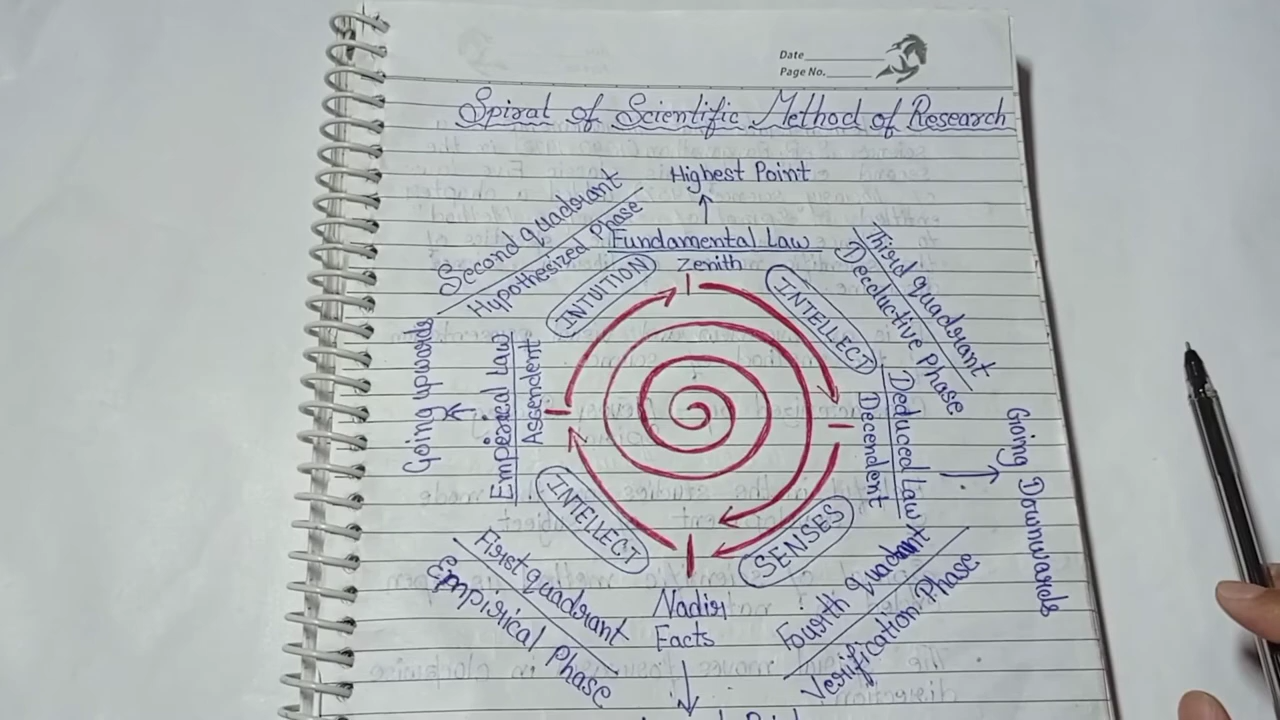 Date
Page No.
Spiral of Scientific Method of Research
Highest Point
Second quadrant
Hypothesized Phase
Fundamental Law
Zenith
INTUITION
INTELLECT
Third quadrant
Deductive Phase
Going upwards
Empirical Law
Assendent
Deduced Law
Decendent
Going Downwards
INTELLECT
SENSES
First quadrant
Empirical Phase
Nadir
Facts
Fourth quadrant
Verification Phase